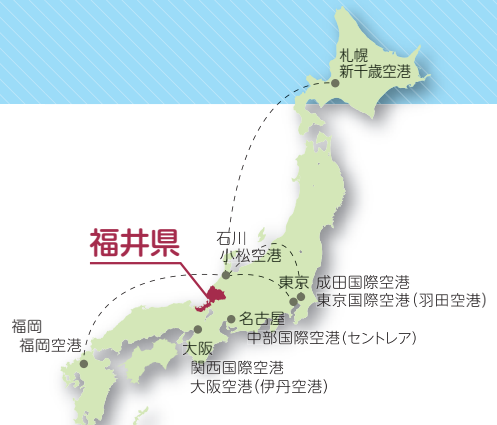 札幌
新千歳空港
石川
小松空港
福井県
東京 成田国際空港
東京国際空港(羽田空港)
名古屋
中部国際空港(セントレア)
福岡
福岡空港
大阪
関西国際空港
大阪空港(伊丹空港)